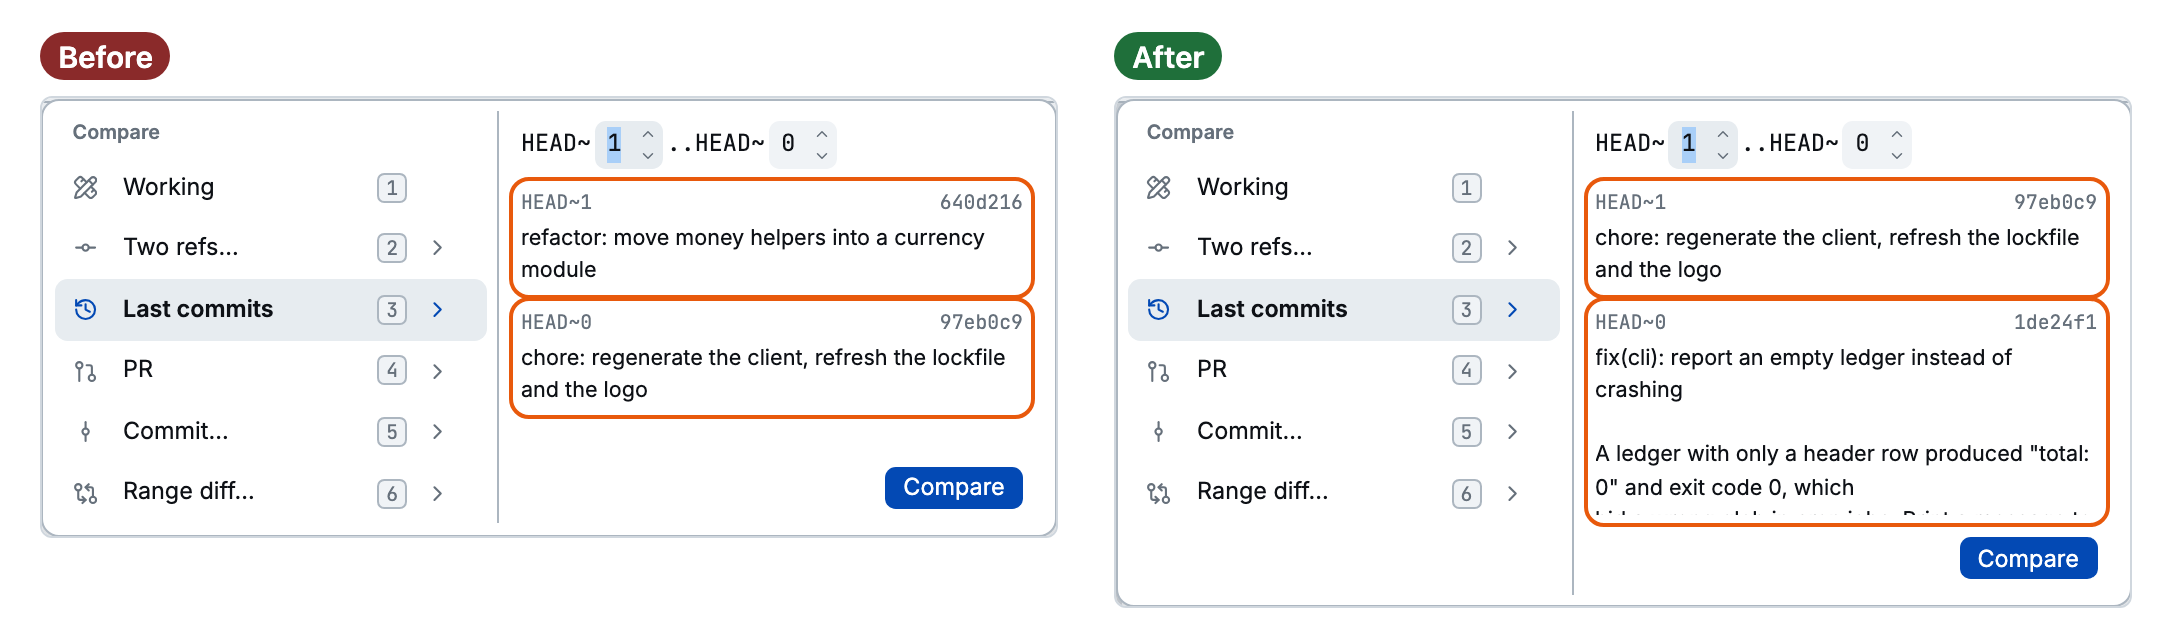 Before
Compare
Working 1
Two refs... 2
Last commits 3
PR 4
Commit... 5
Range diff... 6
HEAD~ 1 ..HEAD~ 0
HEAD~1 640d216
refactor: move money helpers into a currency
module
HEAD~0 97eb0c9
chore: regenerate the client, refresh the lockfile
and the logo
Compare
After
Compare
Working 1
Two refs... 2
Last commits 3
PR 4
Commit... 5
Range diff... 6
HEAD~ 1 ..HEAD~ 0
HEAD~1 97eb0c9
chore: regenerate the client, refresh the lockfile
and the logo
HEAD~0 1de24f1
fix(cli): report an empty ledger instead of
crashing
A ledger with only a header row produced "total:
0" and exit code 0, which
Compare